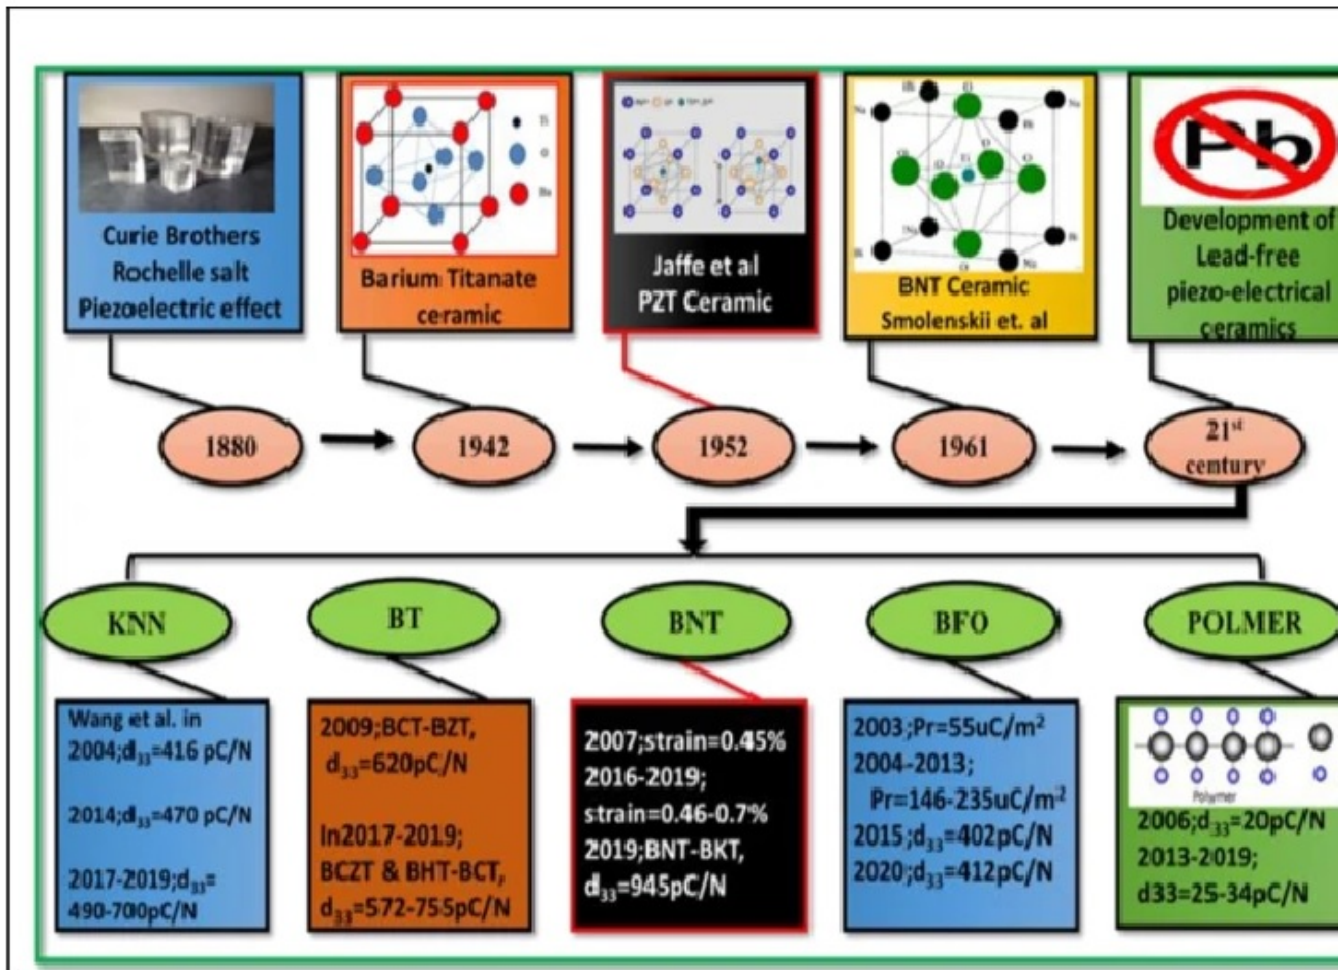 Curie Brothers
Rochelle salt
Piezoelectric effect
Ti
O
Ba
Barium Titanate
ceramic
Jaffe et al
PZT Ceramic
BNT Ceramic
Smolenskii et. al
Pb
Development of
Lead-free
piezo-electrical
ceramics
1880
1942
1952
1961
21st
century
KNN
BT
BNT
BFO
POLMER
Wang et al. in
2004;d33=416 pC/N
2014;d33=470 pC/N
2017-2019;d33=
490-700pC/N
2009;BCT-BZT,
d33=620pC/N
In2017-2019;
BCZT & BHT-BCT,
d33=572-755pC/N
2007;strain=0.45%
2016-2019;
strain=0.46-0.7%
2019;BNT-BKT,
d33=945pC/N
2003;Pr=55uC/m2
2004-2013;
Pr=146-235uC/m2
2015;d33=402pC/N
2020;d33=412pC/N
Polymer
2006;d33=20pC/N
2013-2019;
d33=25-34pC/N